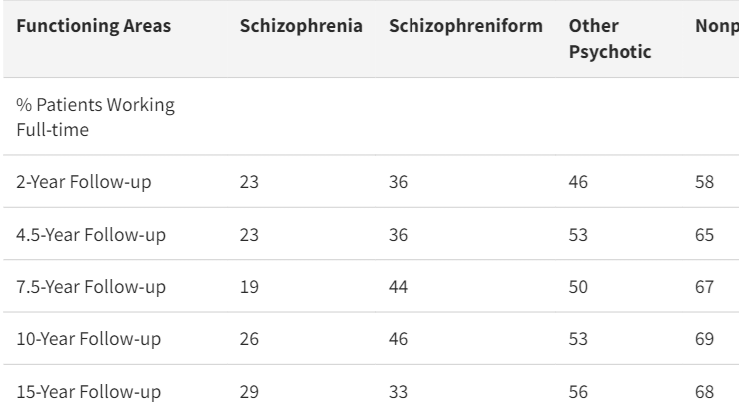 Functioning Areas Schizophrenia Schizophreniform Other Psychotic
% Patients Working
Full-time
2-Year Follow-up 23 36 46 58
4.5-Year Follow-up 23 36 53 65
7.5-Year Follow-up 19 44 50 67
10-Year Follow-up 26 46 53 69
15-Year Follow-up 29 33 56 68